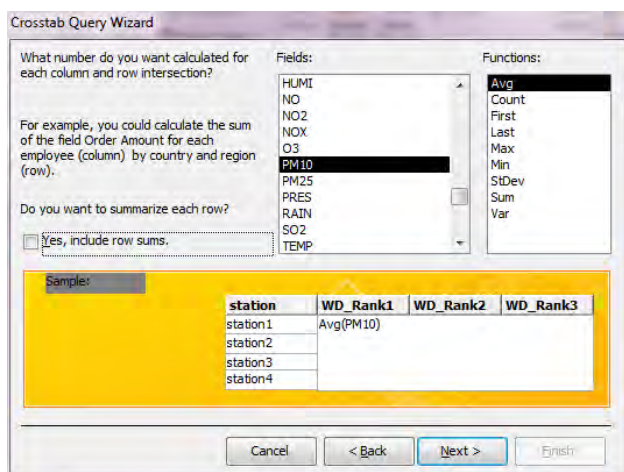 Crosstab Query Wizard
What number do you want calculated for
each column and row intersection?
For example, you could calculate the sum
of the field Order Amount for each
employee (column) by country and region
(row).
Do you want to summarize each row?
Yes, include row sums.
Fields:
HUMI
NO
NO2
NOX
O3
PM10
PM25
PRES
RAIN
SO2
TEMP
Functions:
Avg
Count
First
Last
Max
Min
StDev
Sum
Var
Sample:
station WD_Rank1 WD_Rank2 WD_Rank3
station1 Avg(PM10)
station2
station3
station4
Cancel < Back Next > Finish